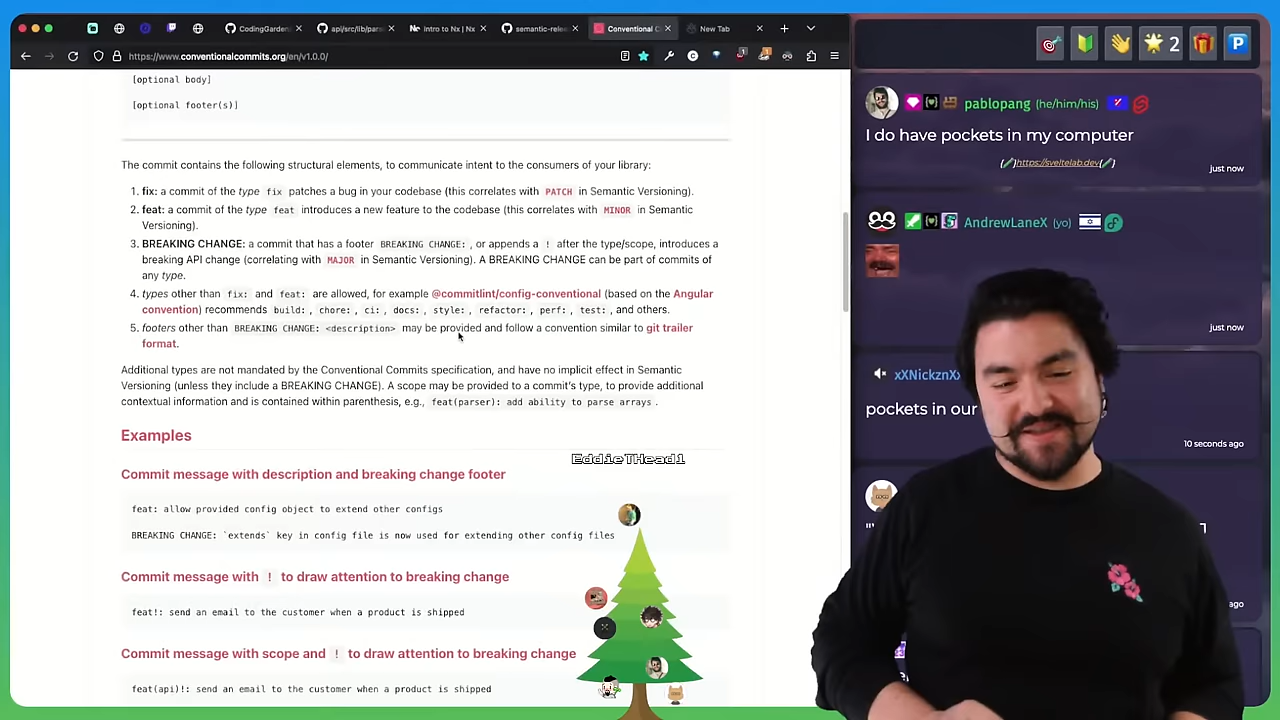 CodingGarden
api/src/lib/pars
Intro to Nx | Nx
semantic-relea
Conventional C
New Tab
https://www.conventionalcommits.org/en/v1.0.0/
[optional body]
[optional footer(s)]
The commit contains the following structural elements, to communicate intent to the consumers of your library:
1. fix: a commit of the type fix patches a bug in your codebase (this correlates with PATCH in Semantic Versioning).
2. feat: a commit of the type feat introduces a new feature to the codebase (this correlates with MINOR in Semantic
Versioning).
3. BREAKING CHANGE: a commit that has a footer BREAKING CHANGE:, or appends a ! after the type/scope, introduces a
breaking API change (correlating with MAJOR in Semantic Versioning). A BREAKING CHANGE can be part of commits of
any type.
4. types other than fix: and feat: are allowed, for example @commitlint/config-conventional (based on the Angular
convention) recommends build:, chore:, ci:, docs:, style:, refactor:, perf:, test:, and others.
5. footers other than BREAKING CHANGE: <description> may be provided and follow a convention similar to git trailer
format.
Additional types are not mandated by the Conventional Commits specification, and have no implicit effect in Semantic
Versioning (unless they include a BREAKING CHANGE). A scope may be provided to a commit's type, to provide additional
contextual information and is contained within parenthesis, e.g., feat(parser): add ability to parse arrays.
Examples
EddieTHead1
Commit message with description and breaking change footer
feat: allow provided config object to extend other configs
BREAKING CHANGE: `extends` key in config file is now used for extending other config files
Commit message with ! to draw attention to breaking change
feat!: send an email to the customer when a product is shipped
Commit message with scope and ! to draw attention to breaking change
feat(api)!: send an email to the customer when a product is shipped
2
pablopang (he/him/his)
I do have pockets in my computer
https://sveltelab.dev
just now
AndrewLaneX (yo)
just now
xXNicknzX
pockets in our
10 seconds ago
ago